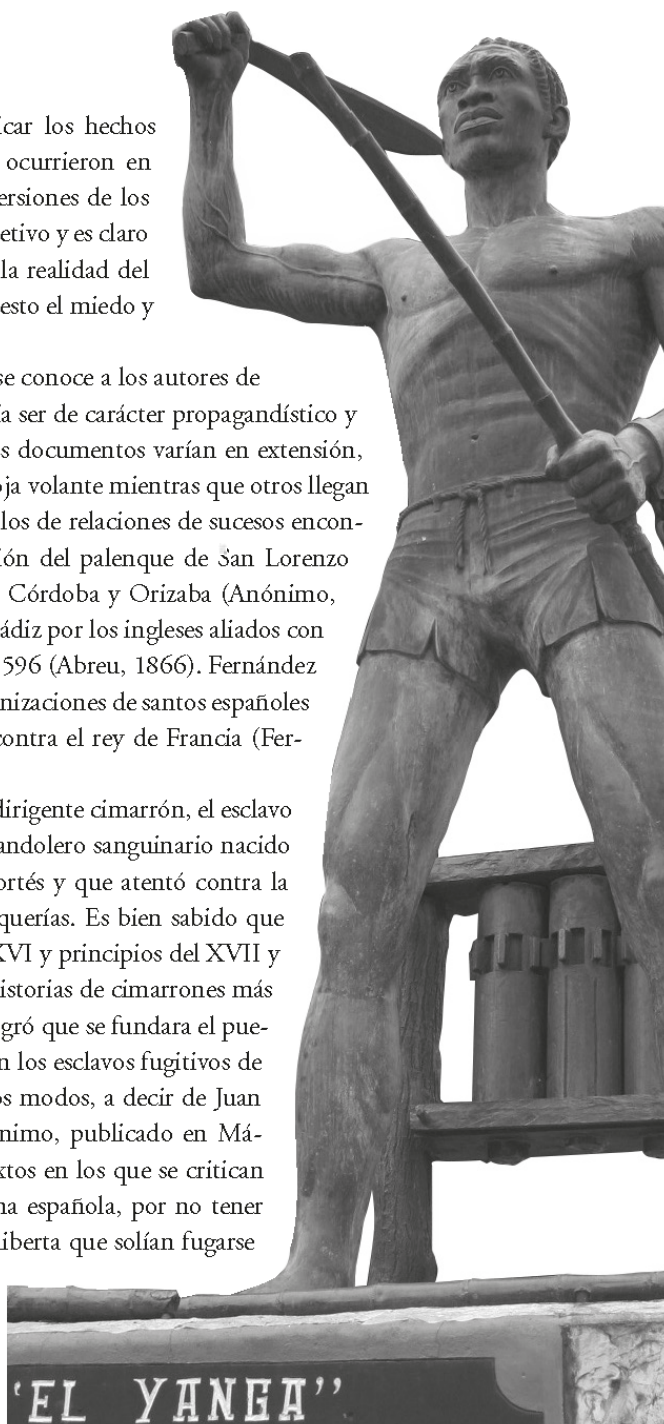 icar los hechos
ocurrieron en
ersiones de los
etivo y es claro
la realidad del
esto el miedo y
se conoce a los autores de
ía ser de carácter propagandístico y
s documentos varían en extensión,
oja volante mientras que otros llegan
los de relaciones de sucesos encon-
ión del palenque de San Lorenzo
Córdoba y Orizaba (Anónimo,
ádiz por los ingleses aliados con
596 (Abreu, 1866). Fernández
nizaciones de santos españoles
contra el rey de Francia (Fer-
dirigente cimarrón, el esclavo
andolero sanguinario nacido
ortés y que atentó contra la
querías. Es bien sabido que
XVI y principios del XVII y
istorias de cimarrones más
gró que se fundara el pue-
n los esclavos fugitivos de
os modos, a decir de Juan
nimo, publicado en Má-
xtos en los que se critican
na española, por no tener
liberta que solían fugarse
‘EL YANGA”